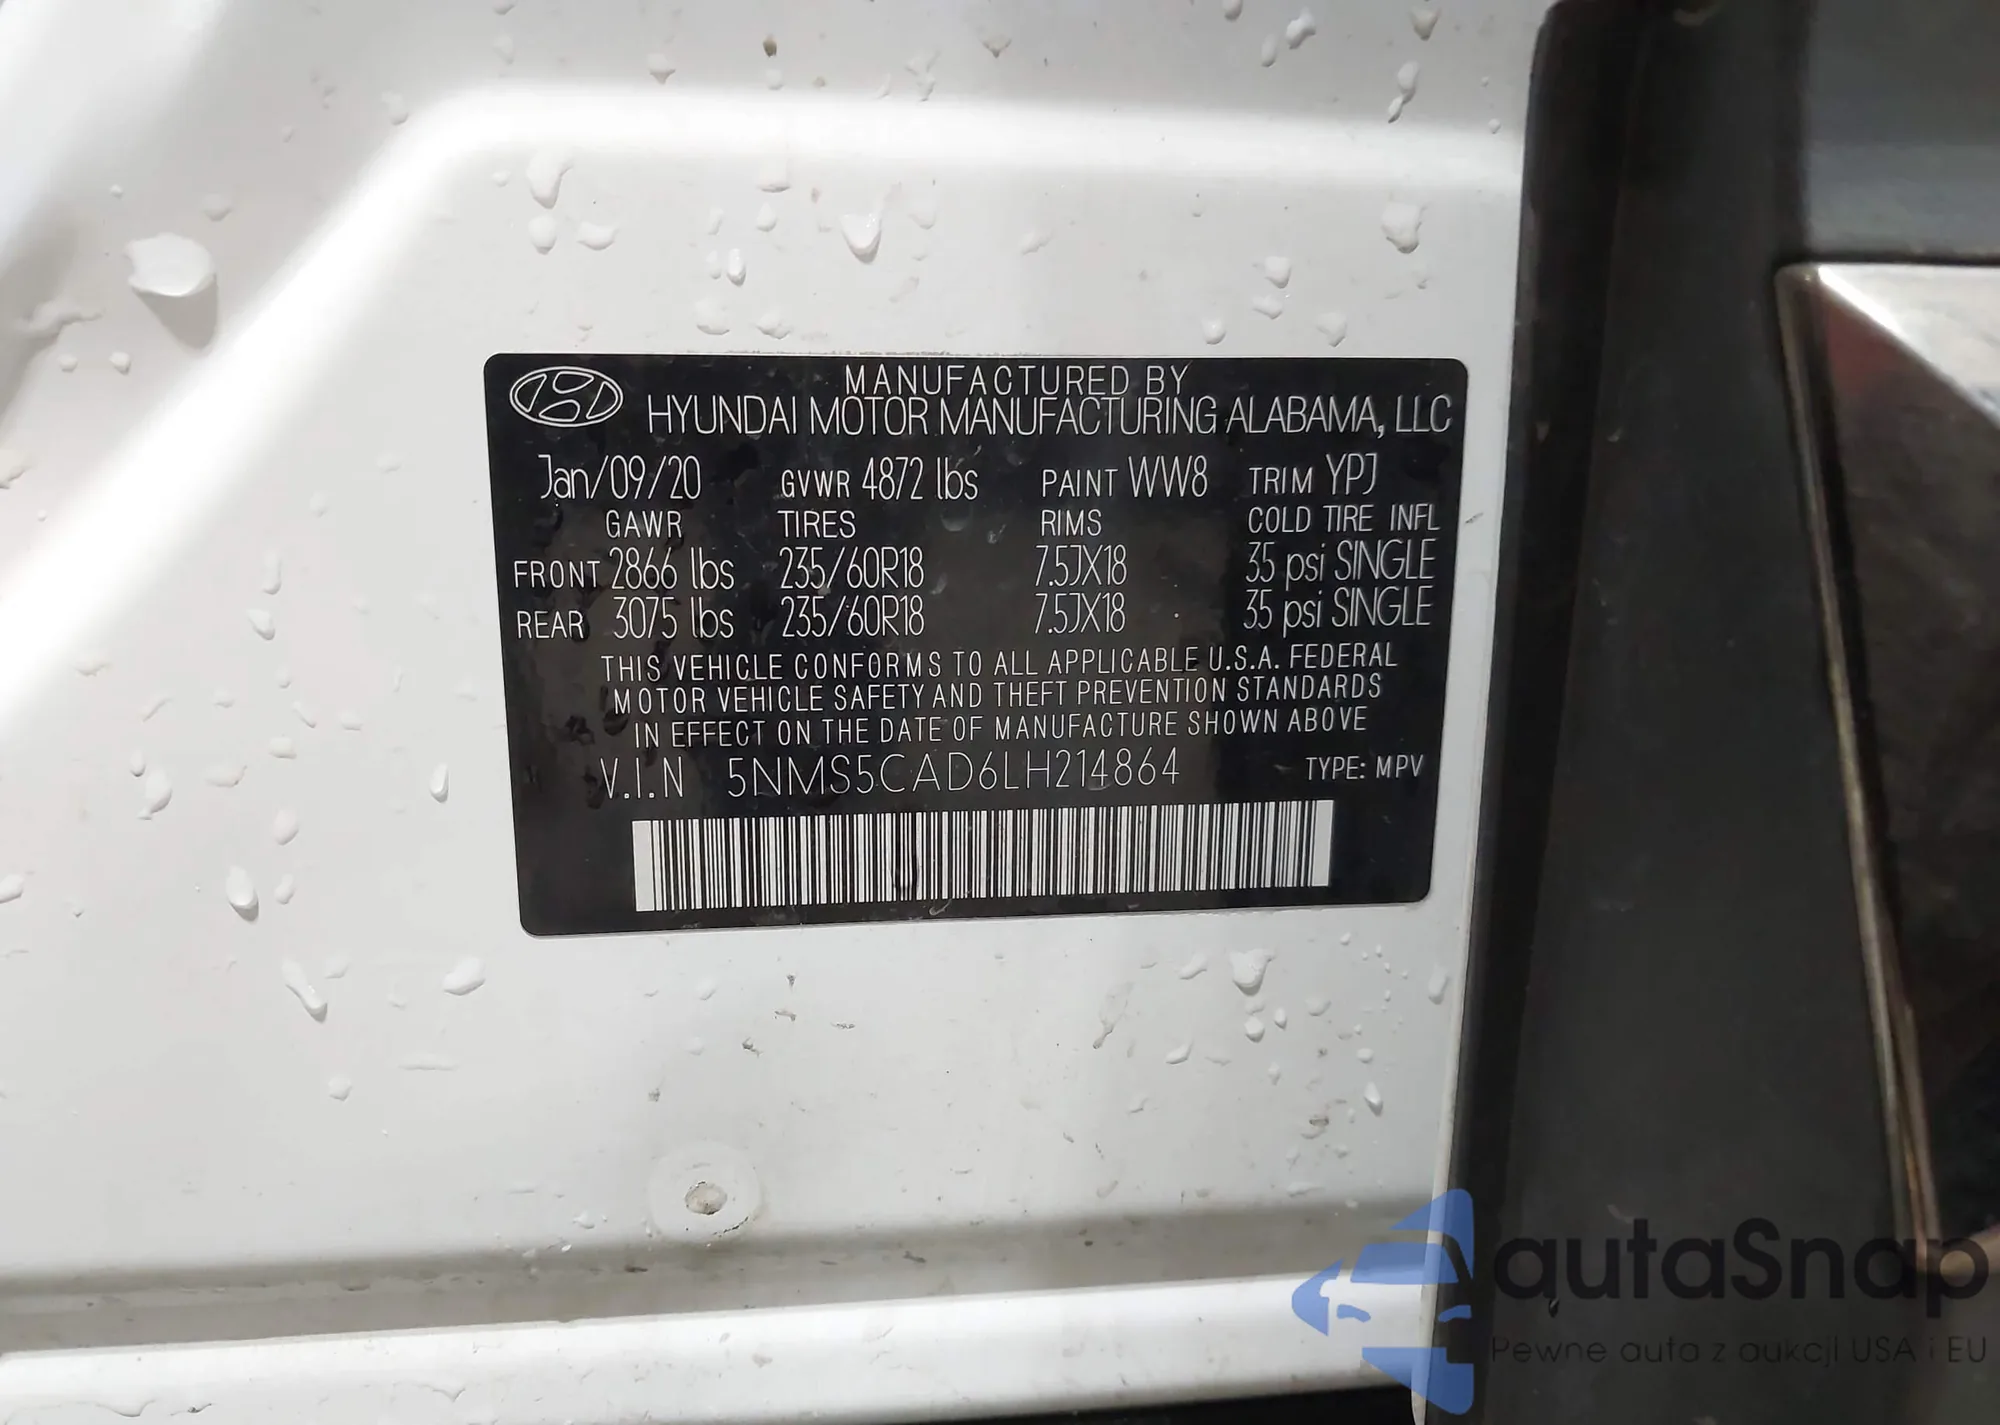 MANUFACTURED BY
HYUNDAI MOTOR MANUFACTURING ALABAMA, LLC
Jan/09/20 GVWR 4872 lbs PAINT WW8 TRIM YPJ
GAWR TIRES RIMS COLD TIRE INFL
FRONT 2866 lbs 235/60R18 7.5JX18 35 psi SINGLE
REAR 3075 lbs 235/60R18 7.5JX18 35 psi SINGLE
THIS VEHICLE CONFORMS TO ALL APPLICABLE U.S.A. FEDERAL
MOTOR VEHICLE SAFETY AND THEFT PREVENTION STANDARDS
IN EFFECT ON THE DATE OF MANUFACTURE SHOWN ABOVE
V.I.N 5NMS5CAD6LH214864 TYPE: MPV
autaSnap
Pewne auta z aukcji USA i EU